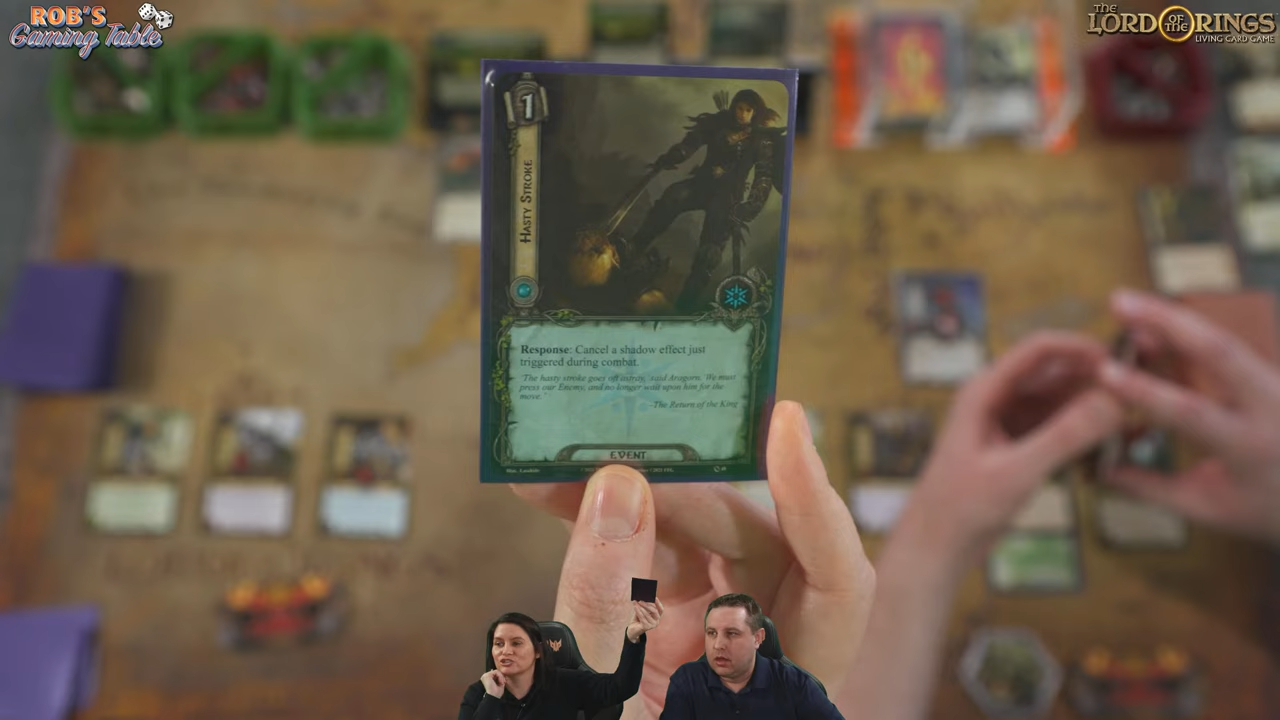 ROB'S
Gaming Table
THE
LORD OF THE RINGS
LIVING CARD GAME
1
HASTY STROKE
Response: Cancel a shadow effect just
triggered during combat.
'The hasty stroke goes oft astray,' said Aragorn. 'We must
press our Enemy, and no longer wait upon him for the
move.'
-The Return of the King
EVENT